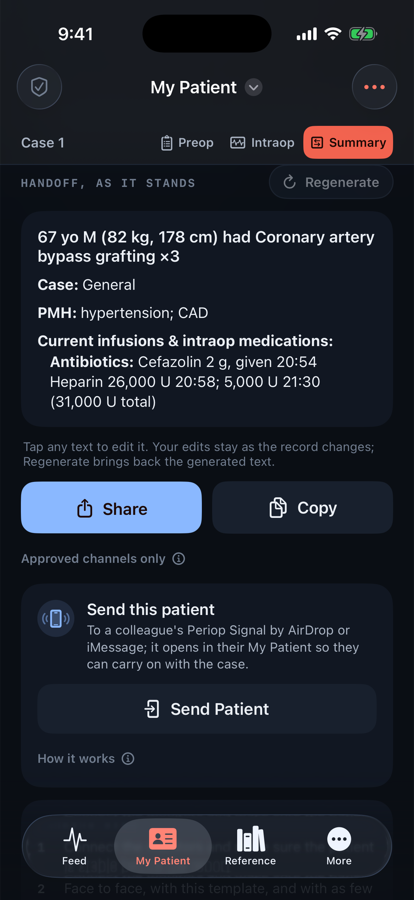 9:41
My Patient
Case 1
Preop
Intraop
Summary
HANDOFF, AS IT STANDS
Regenerate
67 yo M (82 kg, 178 cm) had Coronary artery
bypass grafting ×3
Case: General
PMH: hypertension; CAD
Current infusions & intraop medications:
Antibiotics: Cefazolin 2 g, given 20:54
Heparin 26,000 U 20:58; 5,000 U 21:30
(31,000 U total)
Tap any text to edit it. Your edits stay as the record changes;
Regenerate brings back the generated text.
Share
Copy
Approved channels only
Send this patient
To a colleague's Periop Signal by AirDrop or
iMessage; it opens in their My Patient so they
can carry on with the case.
Send Patient
How it works
Feed
My Patient
Reference
More
2 Face to face, with this template, and with as few